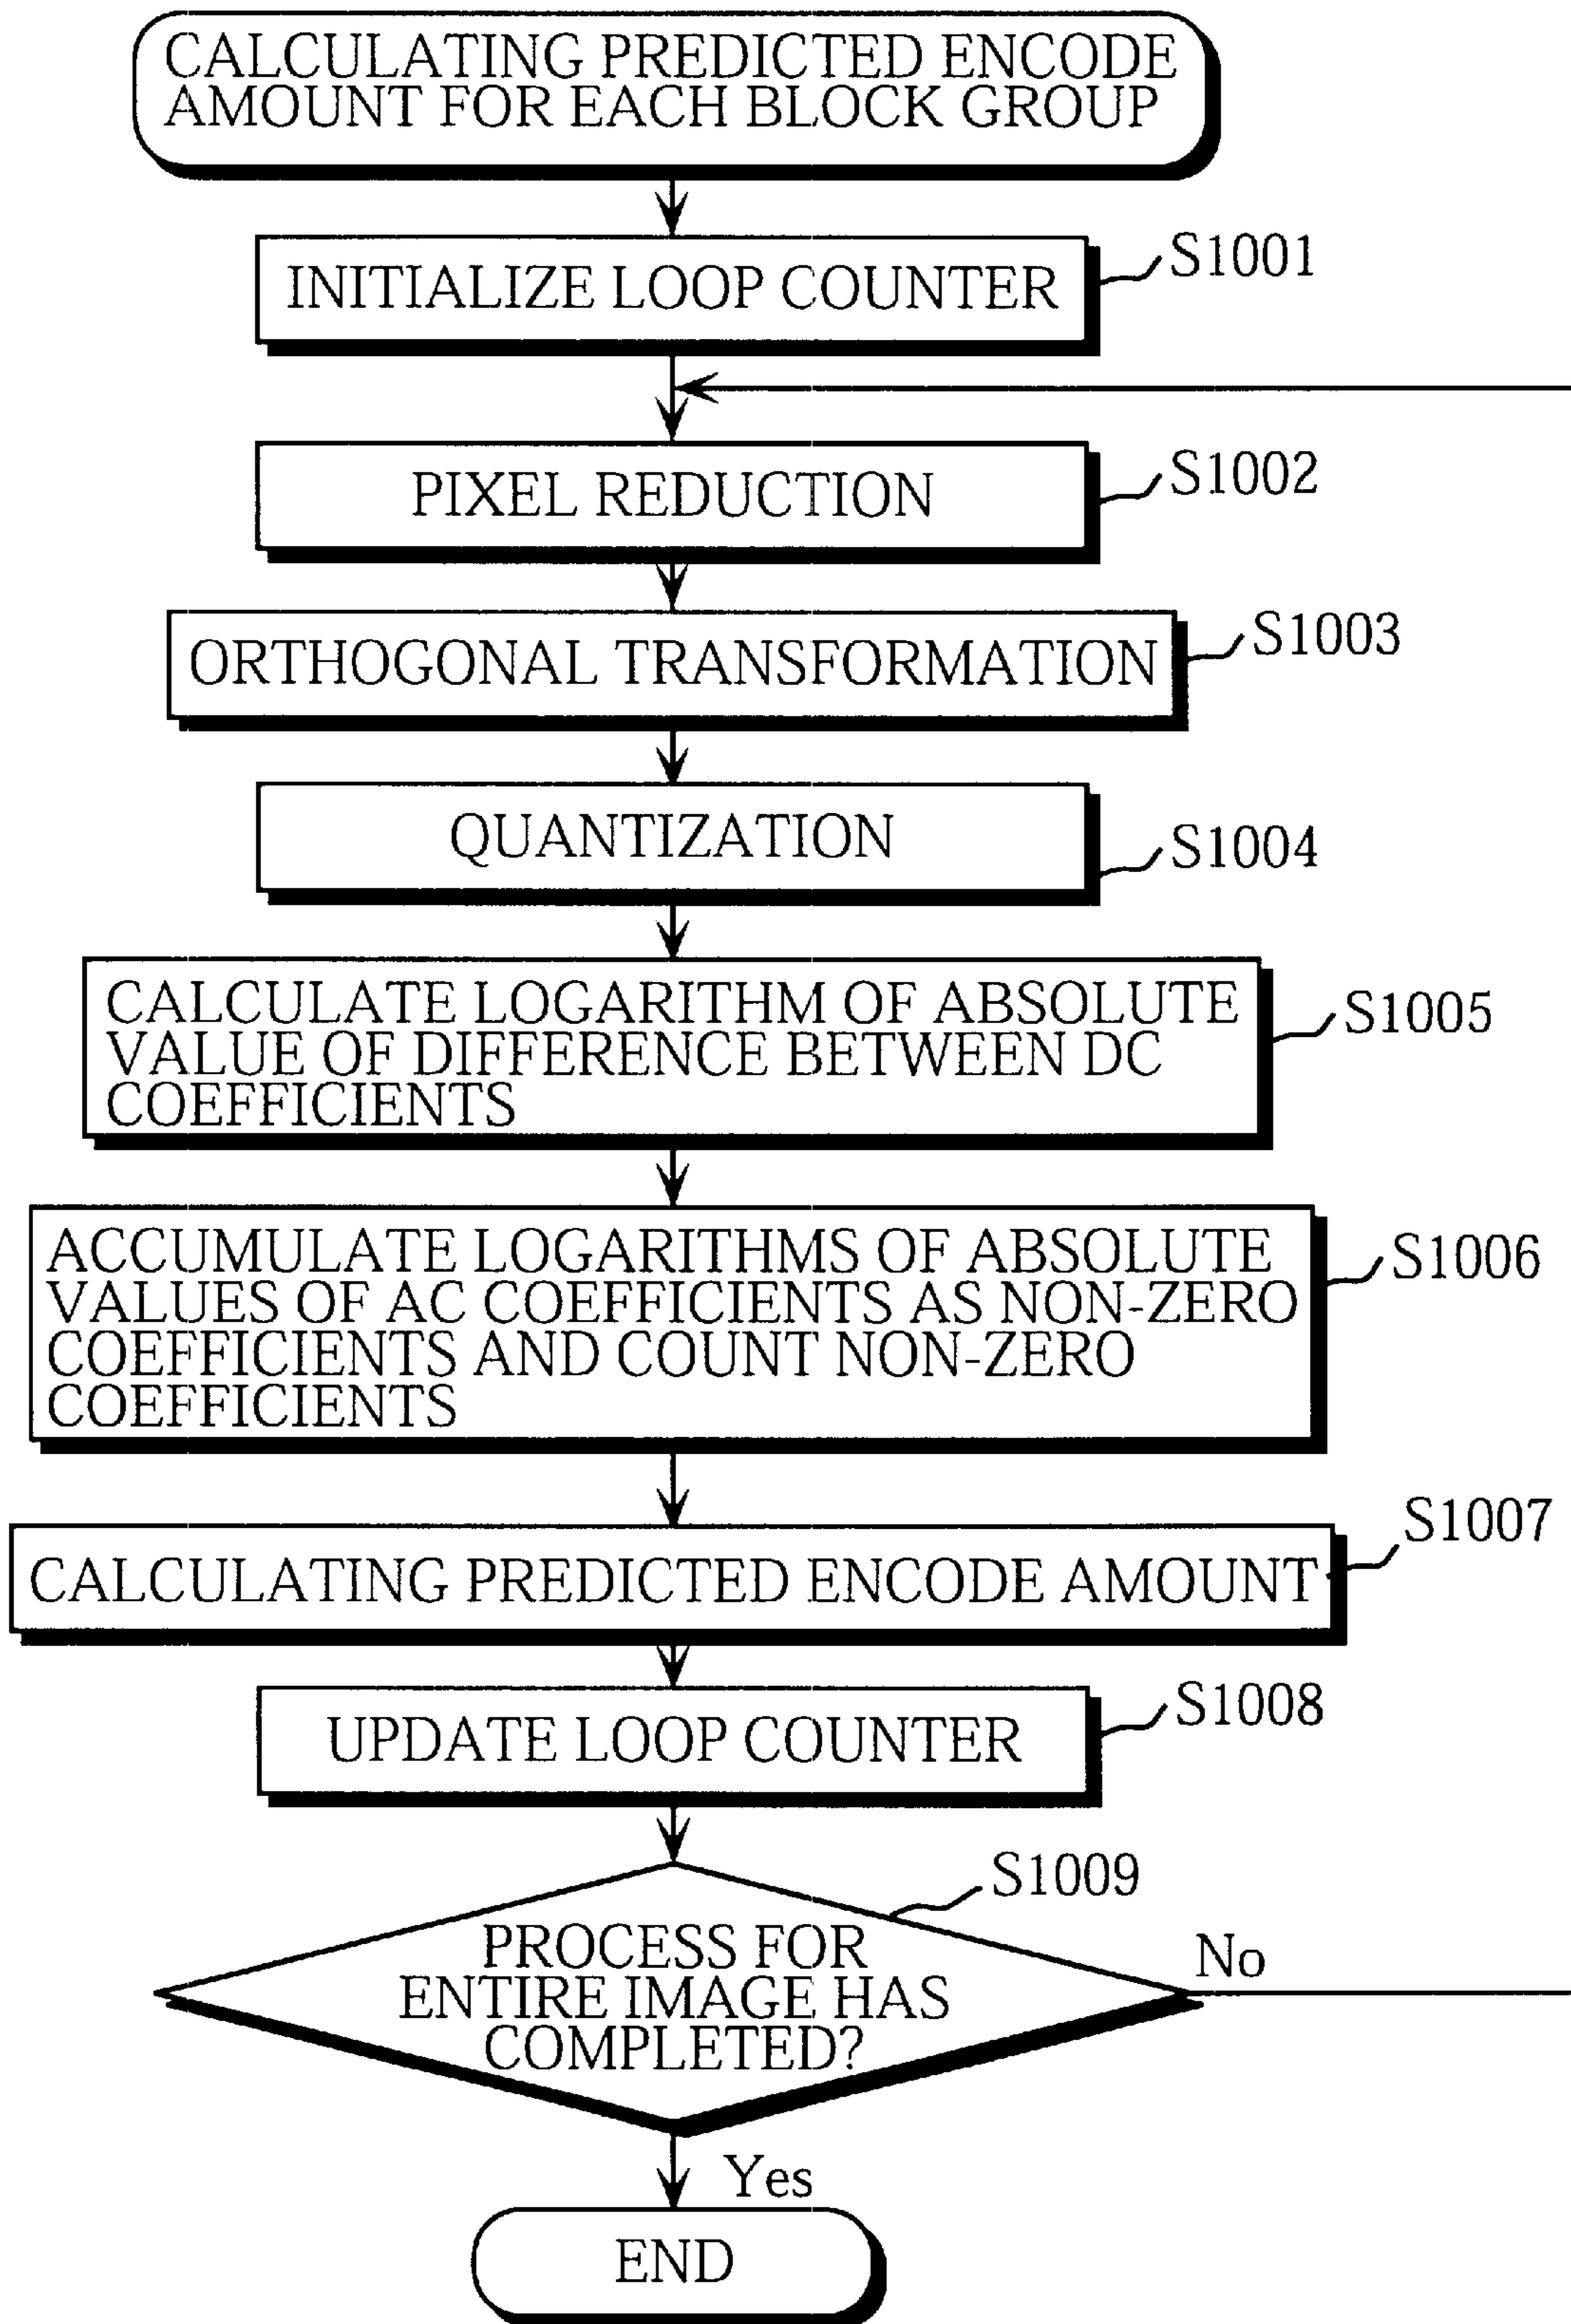 CALCULATING PREDICTED ENCODE
AMOUNT FOR EACH BLOCK GROUP
INITIALIZE LOOP COUNTER
S1001
PIXEL REDUCTION
S1002
ORTHOGONAL TRANSFORMATION
S1003
QUANTIZATION
S1004
CALCULATE LOGARITHM OF ABSOLUTE
VALUE OF DIFFERENCE BETWEEN DC
COEFFICIENTS
S1005
ACCUMULATE LOGARITHMS OF ABSOLUTE
VALUES OF AC COEFFICIENTS AS NON-ZERO
COEFFICIENTS AND COUNT NON-ZERO
COEFFICIENTS
S1006
CALCULATING PREDICTED ENCODE AMOUNT
S1007
UPDATE LOOP COUNTER
S1008
PROCESS FOR
ENTIRE IMAGE HAS
COMPLETED?
S1009
No
Yes
END